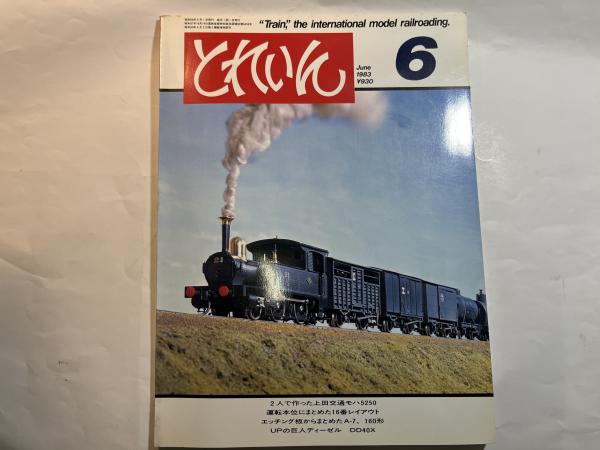 "Train," the international model railroading.
とれいん
June
1983
¥930
6
21
2人で作った上田交通モハ5250
運転本位にまとめた16番レイアウト
エッチング板からまとめたA-7、160形
UPの巨人ディーゼル DD40X